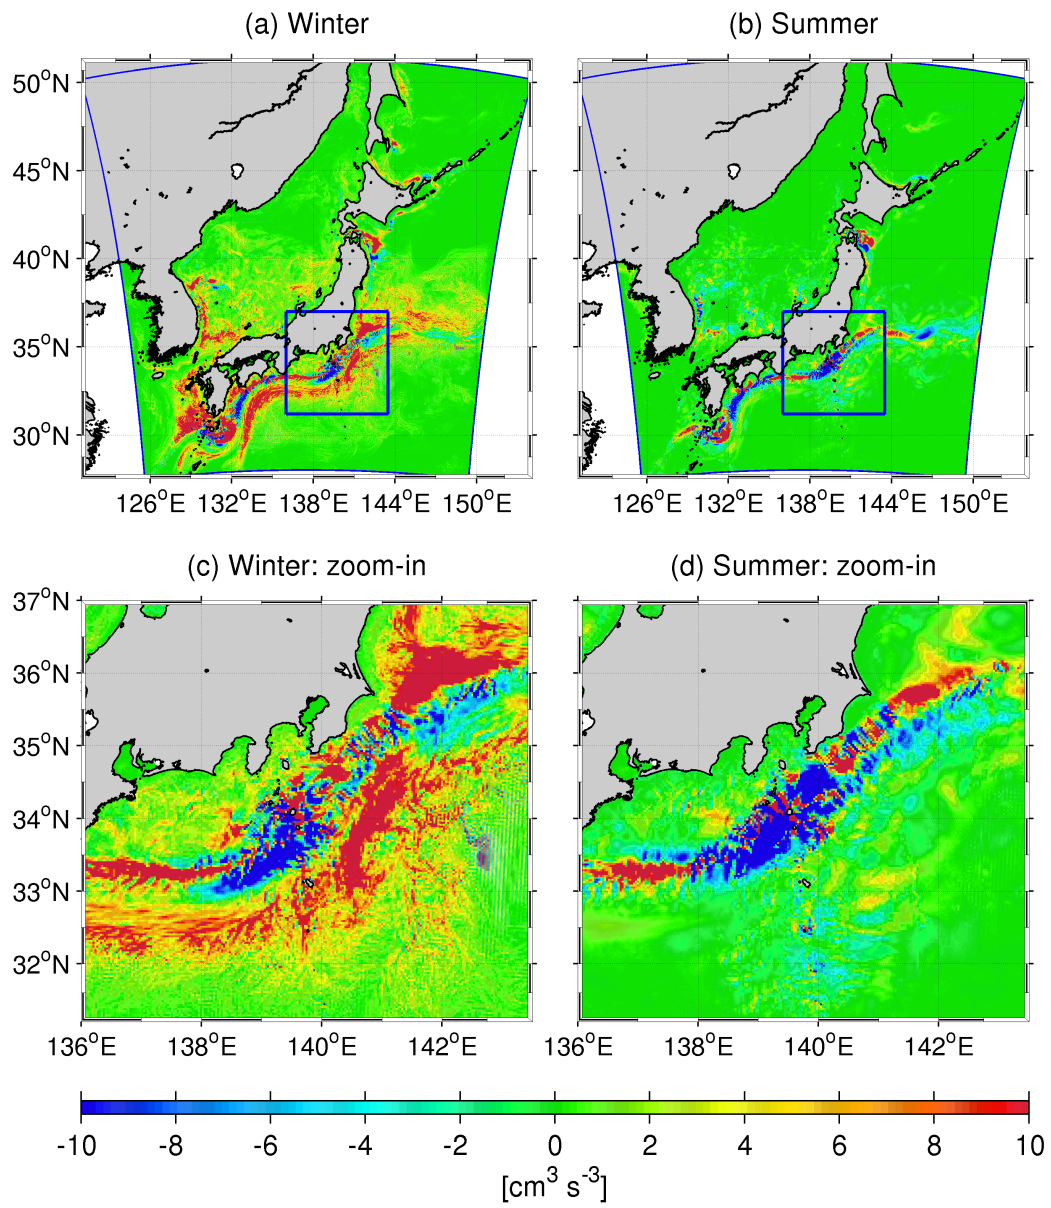 (a) Winter
(b) Summer
50°N
45°N
40°N
35°N
30°N
126°E 132°E 138°E 144°E 150°E
126°E 132°E 138°E 144°E 150°E
(c) Winter: zoom-in
(d) Summer: zoom-in
37°N
36°N
35°N
34°N
33°N
32°N
136°E 138°E 140°E 142°E
136°E 138°E 140°E 142°E
-10 -8 -6 -4 -2 0 2 4 6 8 10
[cm³ s⁻³]